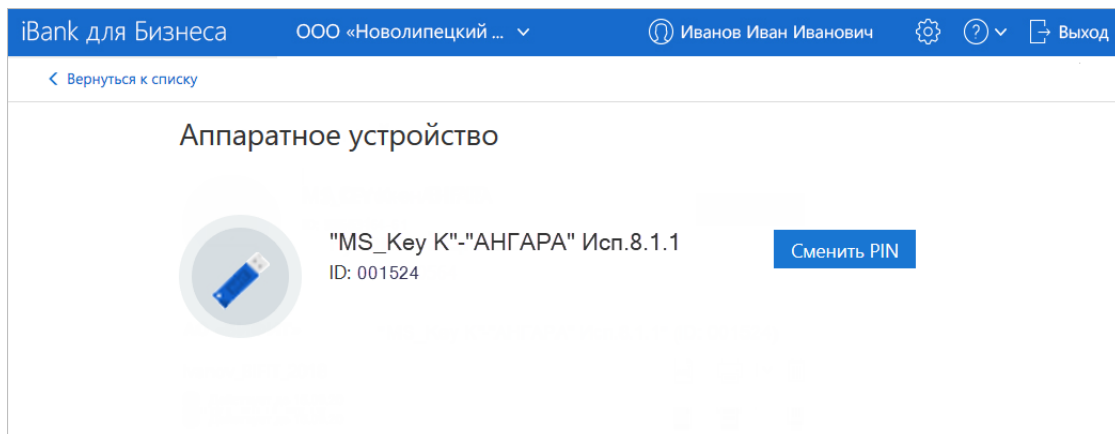 iBank для Бизнеса ООО «Новолипецкий ... Иванов Иван Иванович ? Выход
Вернуться к списку
Аппаратное устройство
"MS_Key K"-"АНГАРА" Исп.8.1.1
ID: 001524
Сменить PIN